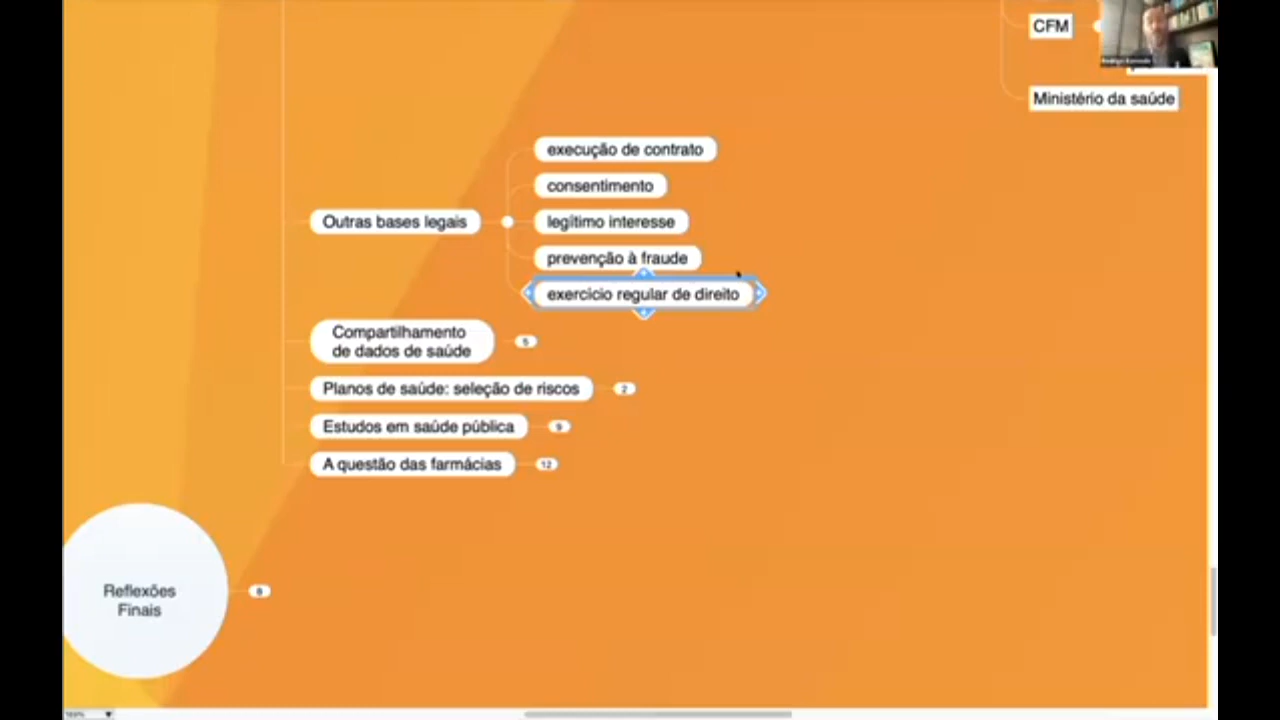 CFM
Ministério da saúde
execução de contrato
consentimento
Outras bases legais
legítimo interesse
prevenção à fraude
exercício regular de direito
Compartilhamento
de dados de saúde
5
Planos de saúde: seleção de riscos
2
Estudos em saúde pública
9
A questão das farmácias
12
Reflexões
Finais